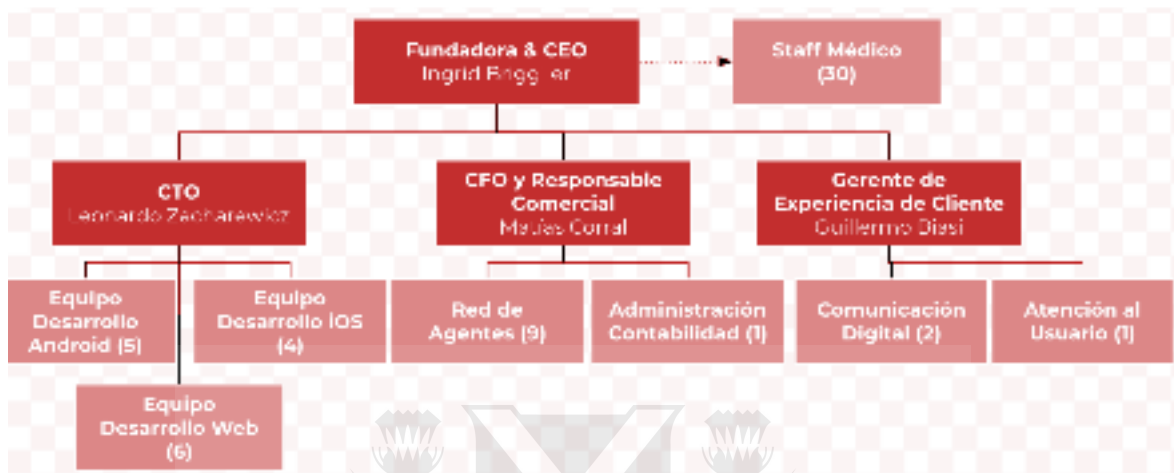 Fundadora & CEO
Ingrid
Staff Médico
(30)
CTO
Leonardo Zacharewicz
CFO y Responsable
Comercial
Matías Corral
Gerente de
Experiencia de Cliente
Guillermo
Equipo
Desarrollo
Android (5)
Equipo
Desarrollo iOS
(4)
Red de
Agentes (9)
Administración
Contabilidad (1)
Comunicación
Digital (2)
Atención al
Usuario (1)
Equipo
Desarrollo Web
(6)